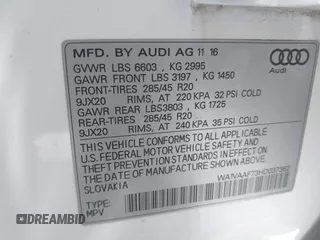 MFD. BY AUDI AG 11 16
GVWR LBS 6603 , KG 2995
GAWR FRONT LBS 3197 , KG 1450
FRONT-TIRES 285/45 R20
9JX20 RIMS, AT 220 KPA 32 PSI COLD
GAWR REAR LBS3803 , KG 1725
REAR-TIRES 285/45 R20
9JX20 RIMS, AT 240 KPA 35 PSI COLD
THIS VEHICLE CONFORMS TO ALL APPLICABLE
FEDERAL MOTOR VEHICLE SAFETY AND
THEFT PREVENTION STANDARDS IN EFFECT ON
THE DATE OF MANUFACTURE SHOWN ABOVE.
SLOVAKIA
TYPE:
MPV
Audi
DREAMBID